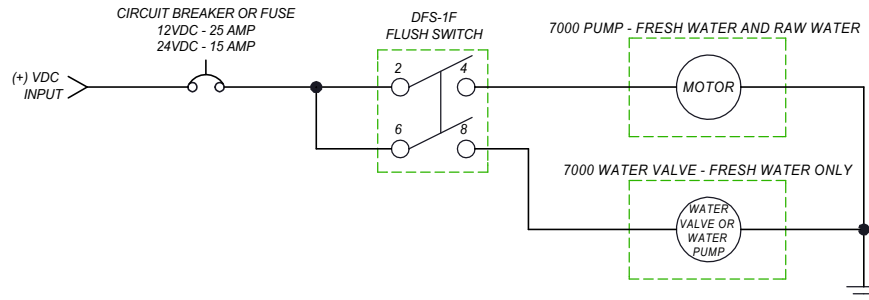 CIRCUIT BREAKER OR FUSE
12VDC - 25 AMP
24VDC - 15 AMP
DFS-1F
FLUSH SWITCH
7000 PUMP - FRESH WATER AND RAW WATER
(+) VDC
INPUT
2
4
MOTOR
6
8
7000 WATER VALVE - FRESH WATER ONLY
WATER
VALVE OR
WATER
PUMP